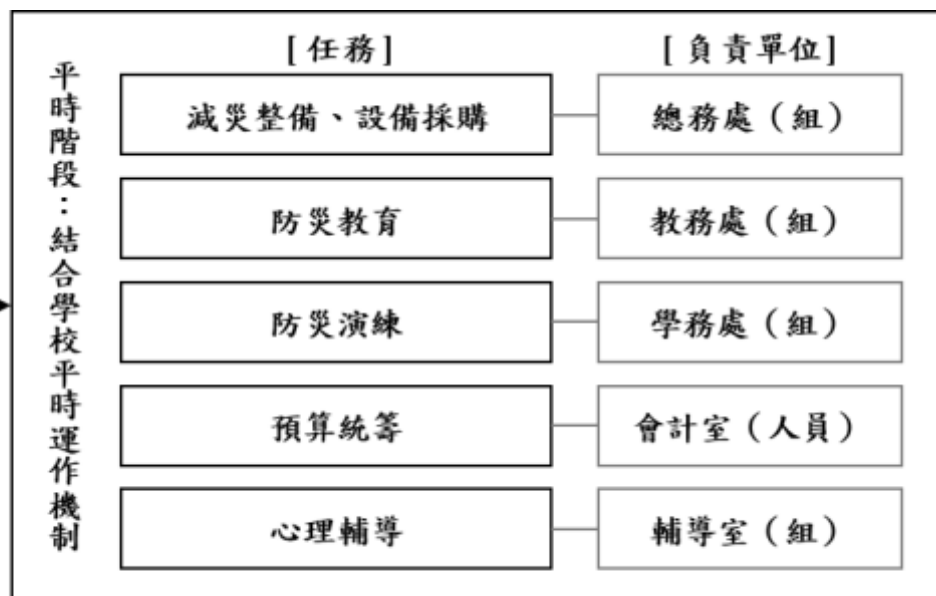 平時階段：結合學校平時運作機制
[任務] [負責單位]
減災整備、設備採購 總務處（組）
防災教育 教務處（組）
防災演練 學務處（組）
預算統籌 會計室（人員）
心理輔導 輔導室（組）